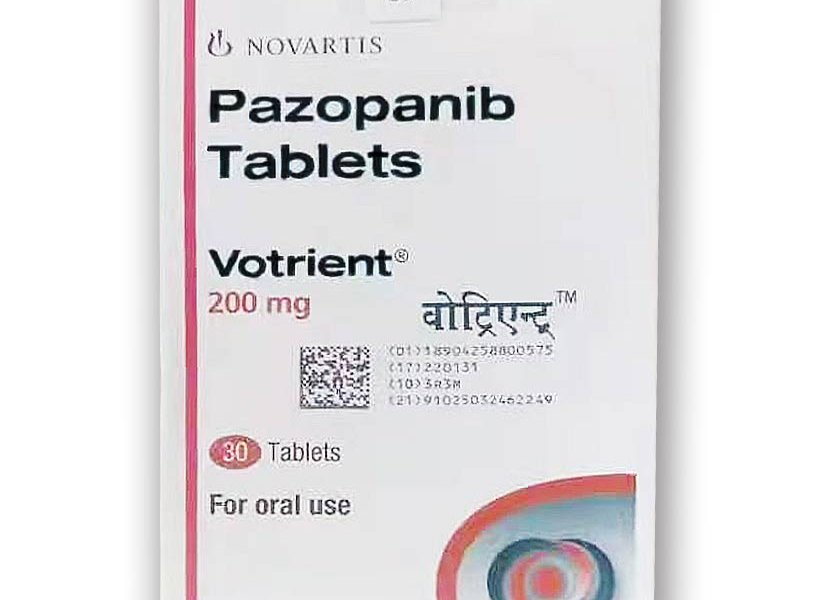 NOVARTIS
Pazopanib
Tablets
Votrient®
200 mg
वोट्रिएन्ट™
(01)18904258800575
(17)220131
(10)3R3M
(21)91025032462249
30 Tablets
For oral use